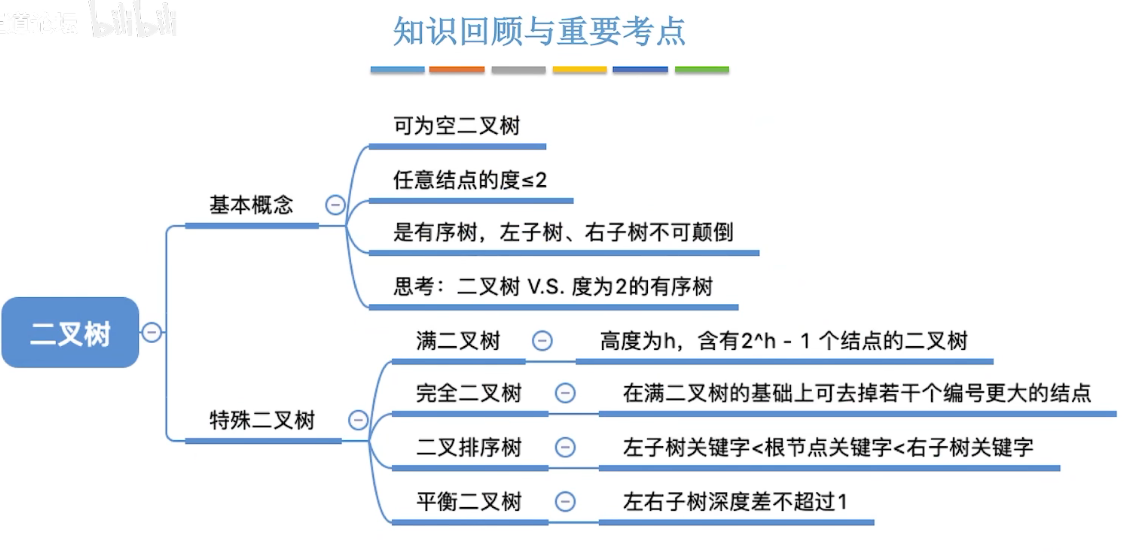 bilibili
知识回顾与重要考点
可为空二叉树
任意结点的度≤2
基本概念
是有序树，左子树、右子树不可颠倒
思考：二叉树 V.S. 度为2的有序树
二叉树
满二叉树
高度为h，含有2^h - 1 个结点的二叉树
完全二叉树
在满二叉树的基础上可去掉若干个编号更大的结点
特殊二叉树
二叉排序树
左子树关键字<根节点关键字<右子树关键字
平衡二叉树
左右子树深度差不超过1